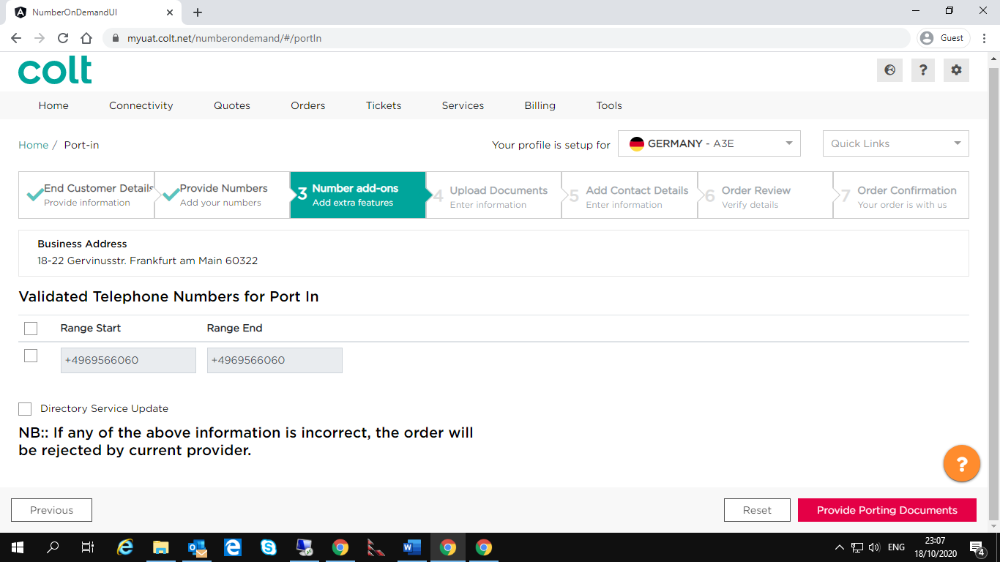 NumberOnDemandUI
myuat.colt.net/numberondemand/#/portIn
Guest
colt
?
Home Connectivity Quotes Orders Tickets Services Billing Tools
Home / Port-in
Your profile is setup for
GERMANY - A3E
Quick Links
End Customer Details
Provide information
Provide Numbers
Add your numbers
3 Number add-ons
Add extra features
4 Upload Documents
Enter information
5 Add Contact Details
Enter information
6 Order Review
Verify details
7 Order Confirmation
Your order is with us
Business Address
18-22 Gervinusstr. Frankfurt am Main 60322
Validated Telephone Numbers for Port In
Range Start Range End
+4969566060 +4969566060
Directory Service Update
NB:: If any of the above information is incorrect, the order will
be rejected by current provider.
?
Previous
Reset
Provide Porting Documents
ENG
23:07
18/10/2020
4